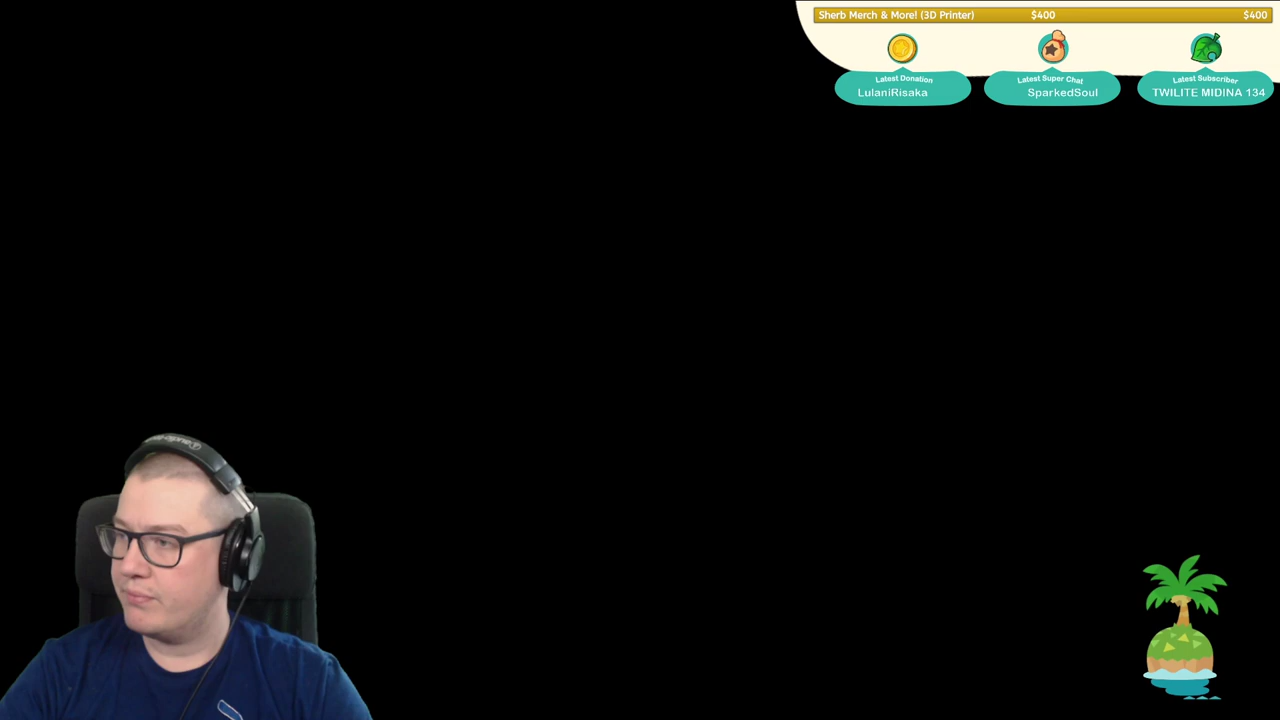 Sherb Merch & More! (3D Printer) $400 $400
Latest Donation
LulaniRisaka
Latest Super Chat
SparkedSoul
Latest Subscriber
TWILITE MIDINA 134